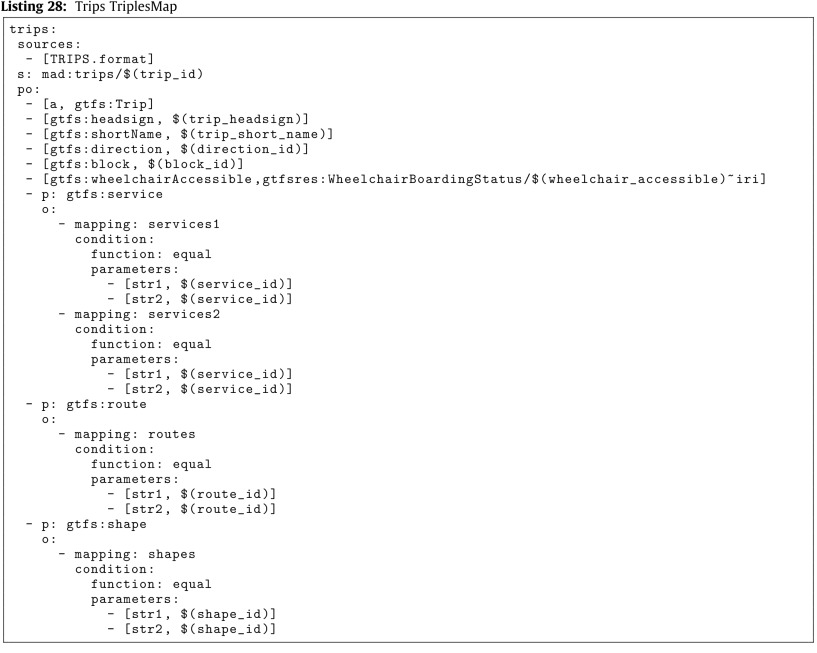 Listing 28: Trips TriplesMap
trips:
 sources:
  - [TRIPS.format]
 s: mad:trips/$(trip_id)
 po:
  - [a, gtfs:Trip]
  - [gtfs:headsign, $(trip_headsign)]
  - [gtfs:shortName, $(trip_short_name)]
  - [gtfs:direction, $(direction_id)]
  - [gtfs:block, $(block_id)]
  - [gtfs:wheelchairAccessible,gtfsres:WheelchairBoardingStatus/$(wheelchair_accessible)~iri]
  - p: gtfs:service
    o:
      - mapping: services1
        condition:
          function: equal
          parameters:
            - [str1, $(service_id)]
            - [str2, $(service_id)]
      - mapping: services2
        condition:
          function: equal
          parameters:
            - [str1, $(service_id)]
            - [str2, $(service_id)]
  - p: gtfs:route
    o:
      - mapping: routes
        condition:
          function: equal
          parameters:
            - [str1, $(route_id)]
            - [str2, $(route_id)]
  - p: gtfs:shape
    o:
      - mapping: shapes
        condition:
          function: equal
          parameters:
            - [str1, $(shape_id)]
            - [str2, $(shape_id)]